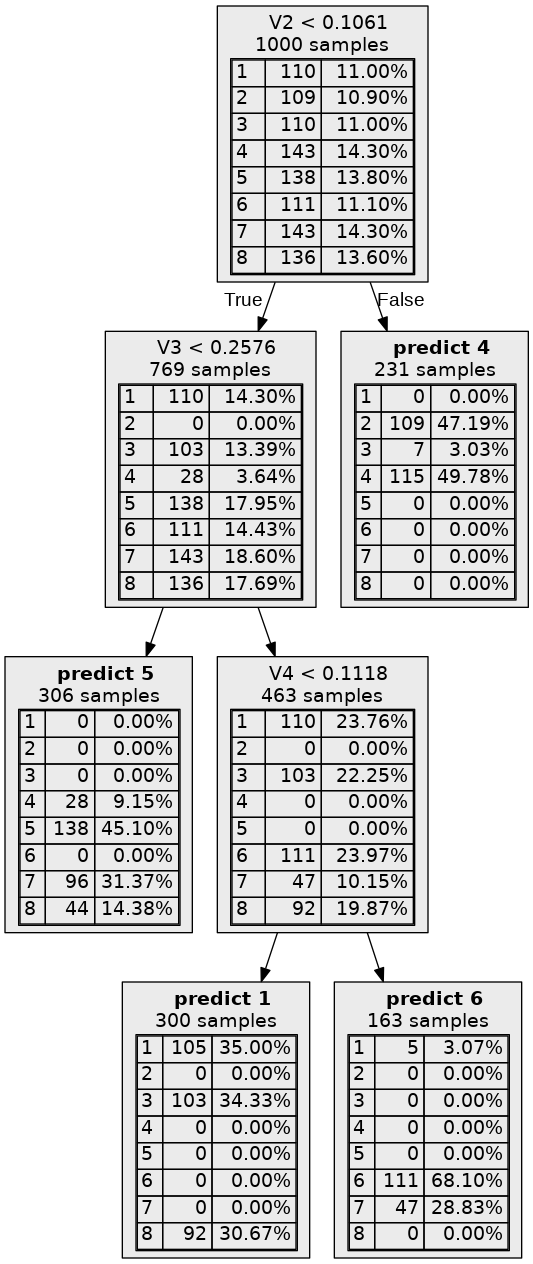 V2 < 0.1061
1000 samples
1 110 11.00%
2 109 10.90%
3 110 11.00%
4 143 14.30%
5 138 13.80%
6 111 11.10%
7 143 14.30%
8 136 13.60%
True
False
V3 < 0.2576
769 samples
1 110 14.30%
2 0 0.00%
3 103 13.39%
4 28 3.64%
5 138 17.95%
6 111 14.43%
7 143 18.60%
8 136 17.69%
predict 4
231 samples
1 0 0.00%
2 109 47.19%
3 7 3.03%
4 115 49.78%
5 0 0.00%
6 0 0.00%
7 0 0.00%
8 0 0.00%
predict 5
306 samples
1 0 0.00%
2 0 0.00%
3 0 0.00%
4 28 9.15%
5 138 45.10%
6 0 0.00%
7 96 31.37%
8 44 14.38%
V4 < 0.1118
463 samples
1 110 23.76%
2 0 0.00%
3 103 22.25%
4 0 0.00%
5 0 0.00%
6 111 23.97%
7 47 10.15%
8 92 19.87%
predict 1
300 samples
1 105 35.00%
2 0 0.00%
3 103 34.33%
4 0 0.00%
5 0 0.00%
6 0 0.00%
7 0 0.00%
8 92 30.67%
predict 6
163 samples
1 5 3.07%
2 0 0.00%
3 0 0.00%
4 0 0.00%
5 0 0.00%
6 111 68.10%
7 47 28.83%
8 0 0.00%